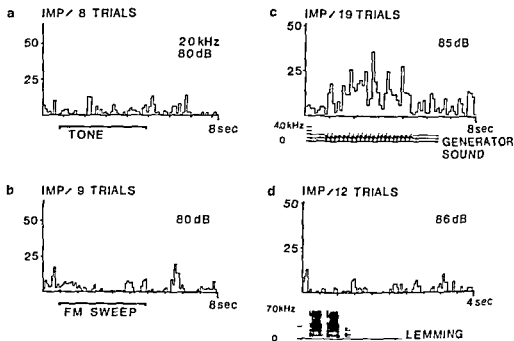 a IMP/ 8 TRIALS
50
25
20 kHz
80 dB
8 sec
TONE
b IMP/ 9 TRIALS
50
25
80 dB
8 sec
FM SWEEP
c IMP/19 TRIALS
50
25
0
85 dB
8 sec
40 kHz
0
GENERATOR
SOUND
d IMP/12 TRIALS
50
25
86 dB
4 sec
70 kHz
0
LEMMING